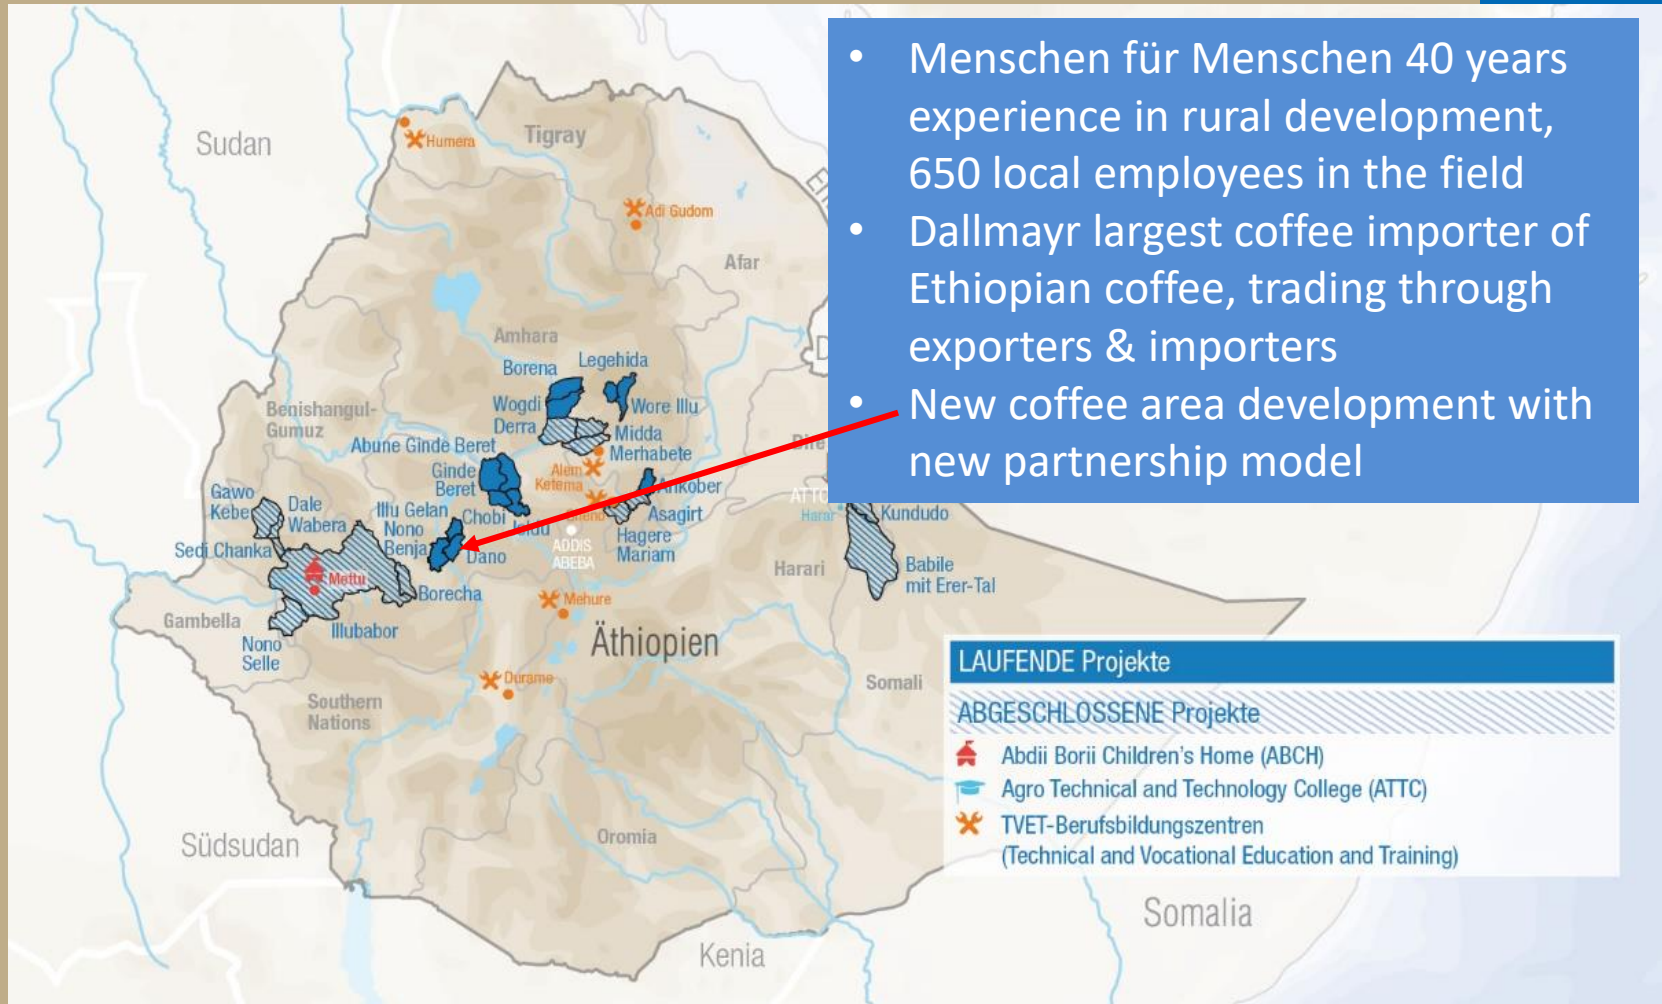 • Menschen für Menschen 40 years
experience in rural development,
650 local employees in the field
• Dallmayr largest coffee importer of
Ethiopian coffee, trading through
exporters & importers
• New coffee area development with
new partnership model
Sudan
Humera
Tigray
Adi Gudom
Afar
Amhara
Borena
Legehida
Wogdi
Wore Illu
Derra
Midda
Merhabete
Benishangul-
Gumuz
Abune Ginde Beret
Ginde
Beret
Alem
Ketema
Ankober
Gawo
Kebe
Dale
Wabera
Illu Gelan
Chobi
Asagirt
ATTC
Harar
Kundudo
Nono
Benja
Hagere
Mariam
Sedi Chanka
Dano
ADDIS
ABEBA
Harari
Babile
mit Erer-Tal
Mettu
Borecha
Mehure
Gambella
Illubabor
Nono
Selle
Äthiopien
Durame
Somali
Southern
Nations
LAUFENDE Projekte
ABGESCHLOSSENE Projekte
Abdii Borii Children's Home (ABCH)
Agro Technical and Technology College (ATTC)
TVET-Berufsbildungszentren
(Technical and Vocational Education and Training)
Südsudan
Oromia
Somalia
Kenia